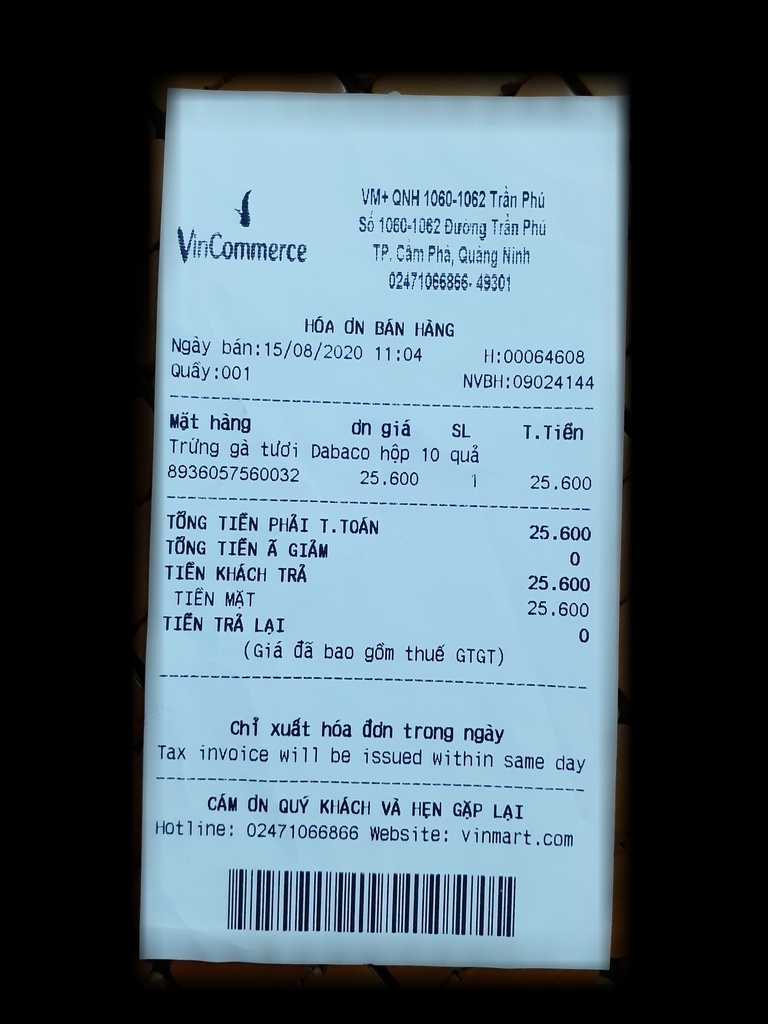 VinCommerce
VM+ QNH 1060-1062 Trần Phú
Số 1060-1062 Đường Trần Phú
TP. Cẩm Phả, Quảng Ninh
02471066866- 49301
HÓA ƠN BÁN HÀNG
Ngày bán:15/08/2020 11:04 H:00064608
Quầy:001 NVBH:09024144
Mặt hàng ơn giá SL T.Tiền
Trứng gà tươi Dabaco hộp 10 quả
8936057560032 25.600 1 25.600
TỔNG TIỀN PHẢI T.TOÁN 25.600
TỔNG TIỀN Ã GIẢM 0
TIỀN KHÁCH TRẢ 25.600
TIỀN MẶT 25.600
TIỀN TRẢ LẠI 0
(Giá đã bao gồm thuế GTGT)
Chỉ xuất hóa đơn trong ngày
Tax invoice will be issued within same day
CÁM ƠN QUÝ KHÁCH VÀ HẸN GẶP LẠI
Hotline: 02471066866 Website: vinmart.com